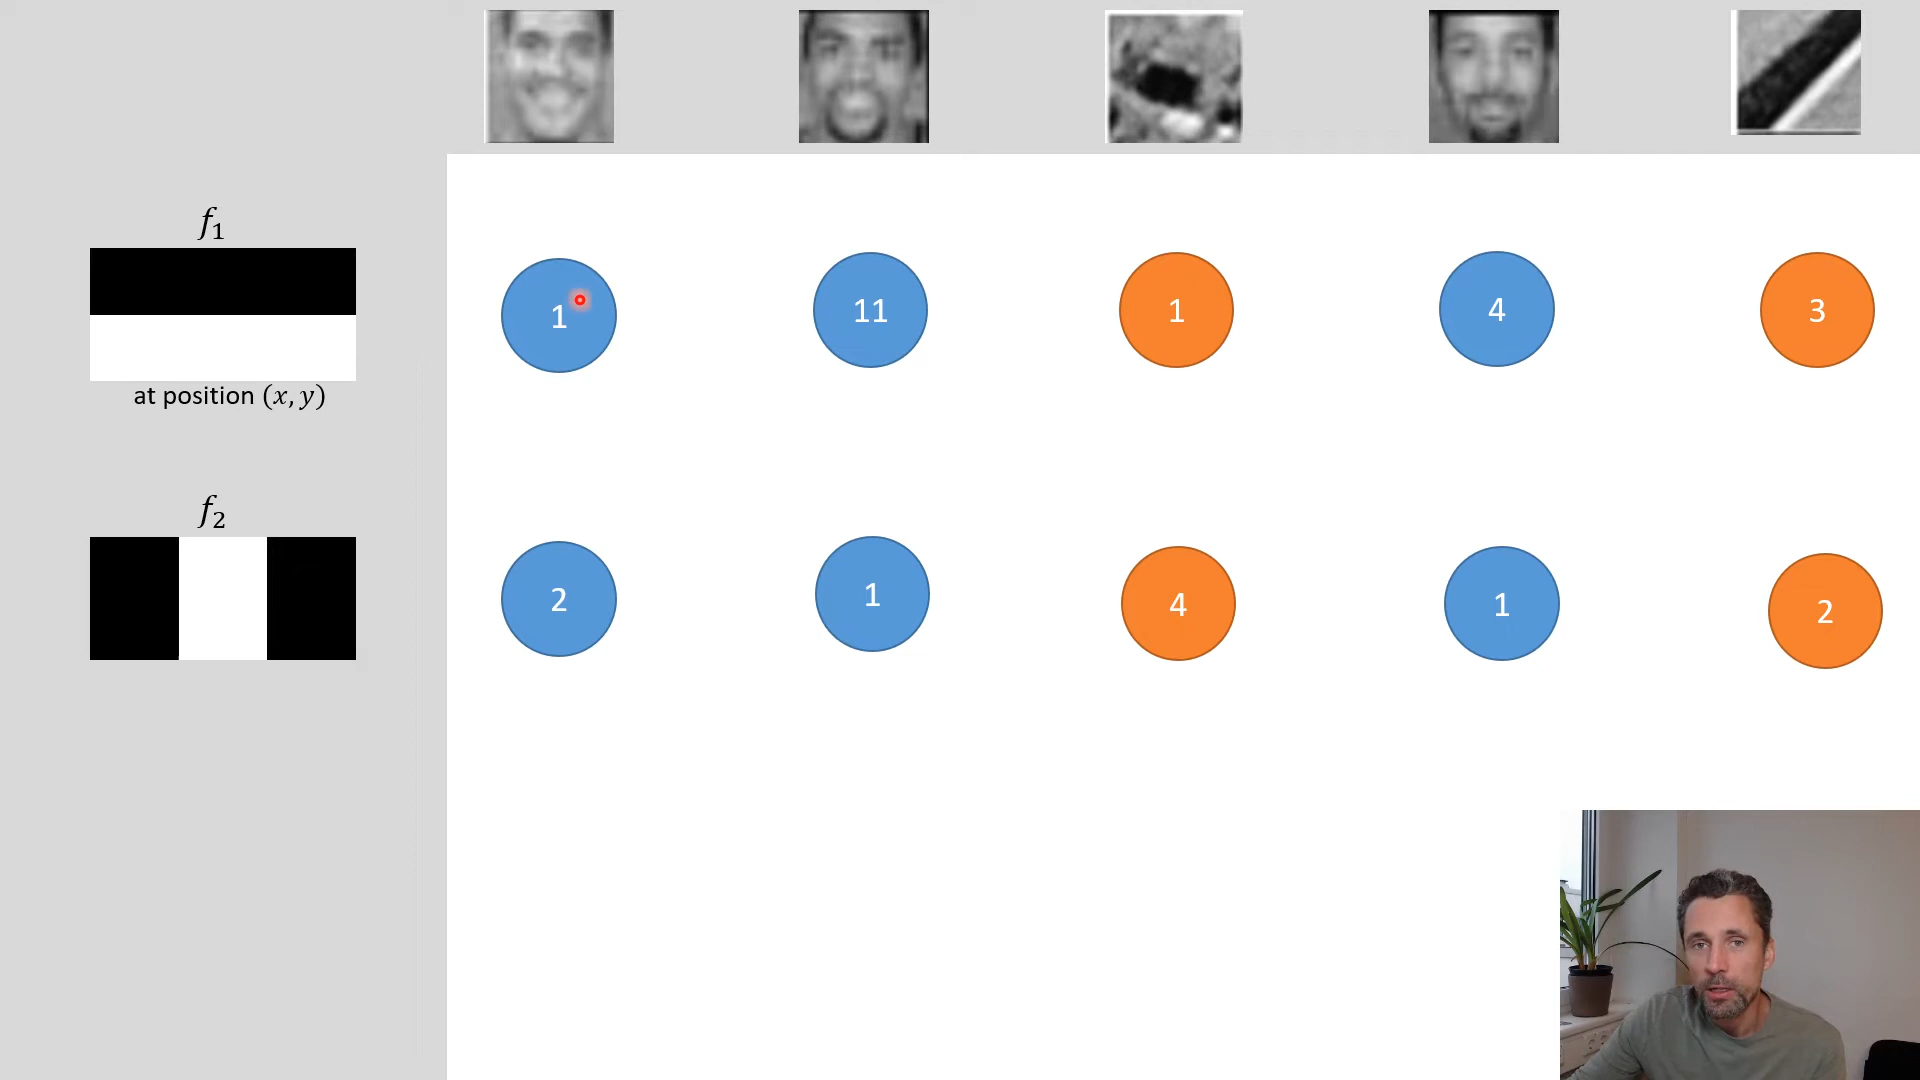 f₁
1 11 1 4 3
at position (x, y)
f₂
2 1 4 1 2